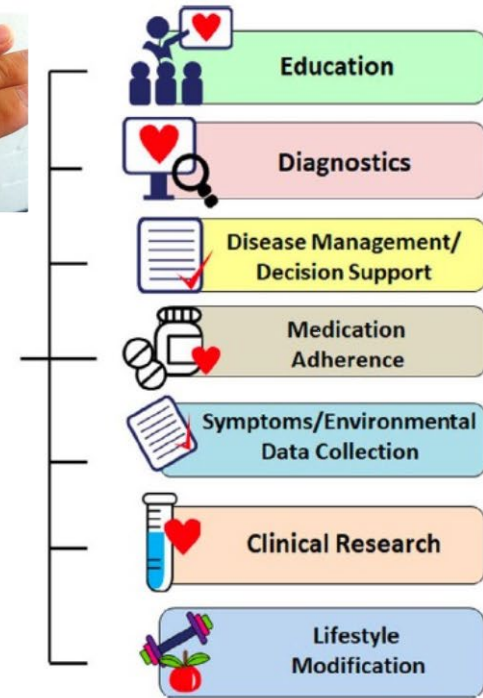 Education
Diagnostics
Disease Management/
Decision Support
Medication
Adherence
Symptoms/Environmental
Data Collection
Clinical Research
Lifestyle
Modification